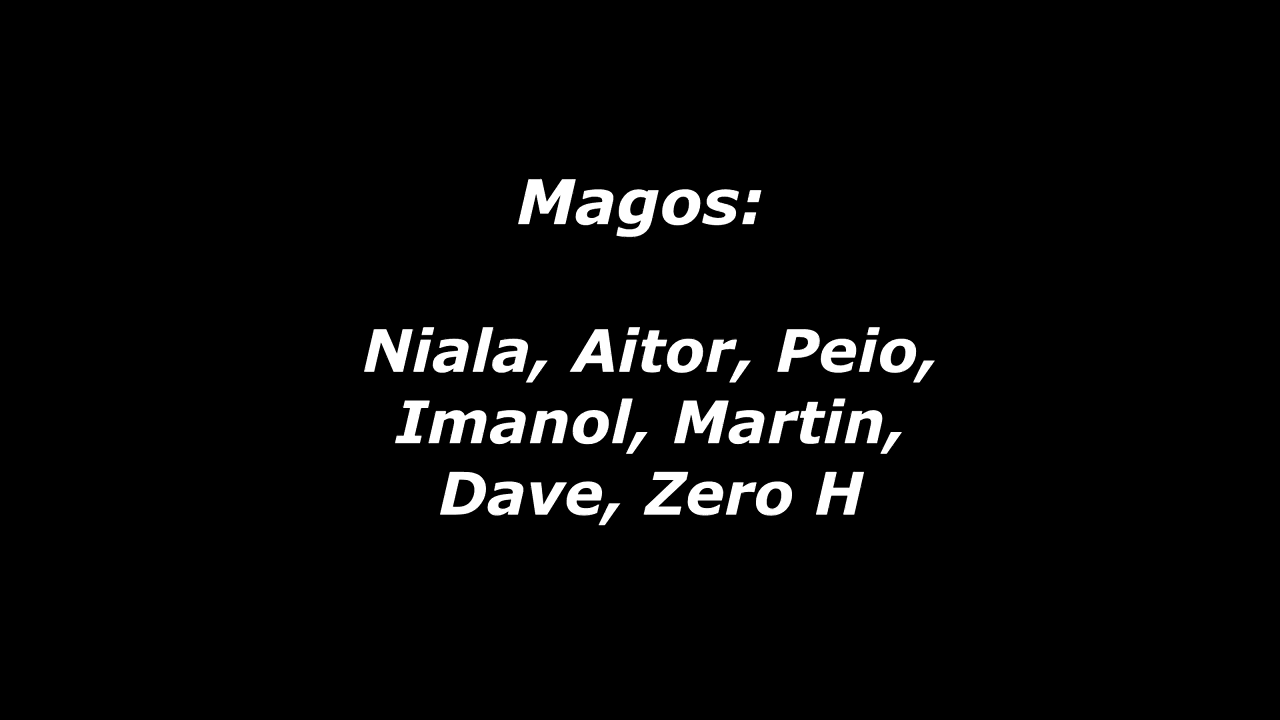 Magos:
Niala, Aitor, Peio,
Imanol, Martin,
Dave, Zero H